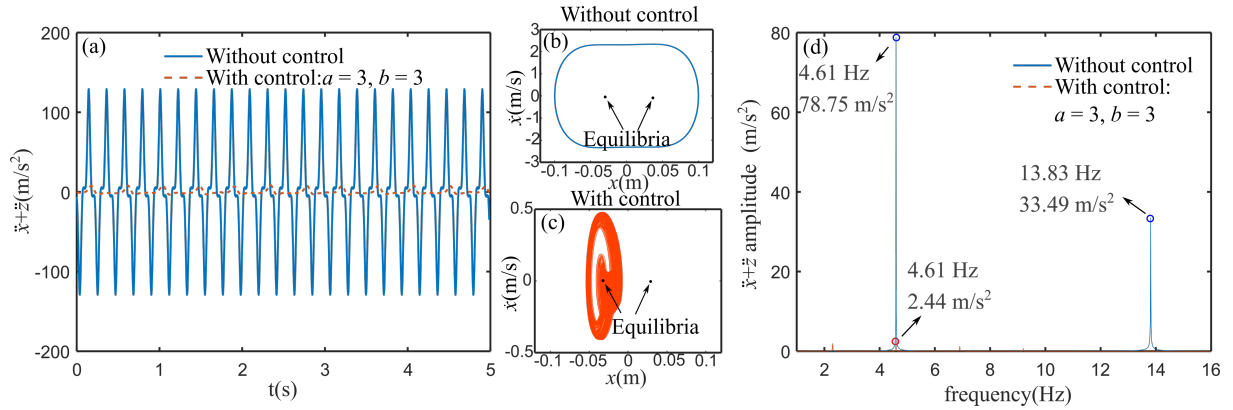 (a)
Without control
With control:a = 3, b = 3
200
100
0
-100
-200
ẍ+z̈(m/s²)
0
1
2
3
4
5
t(s)
Without control
(b)
3
2
1
0
-1
-2
-3
ẋ(m/s)
Equilibria
-0.1
-0.05
0
0.05
0.1
x(m)
With control
(c)
0.5
0
-0.5
ẋ(m/s)
Equilibria
-0.1
-0.05
0
0.05
0.1
x(m)
(d)
80
60
40
20
0
ẍ+z̈ amplitude (m/s²)
Without control
With control:
a = 3, b = 3
4.61 Hz
78.75 m/s²
13.83 Hz
33.49 m/s²
4.61 Hz
2.44 m/s²
2
4
6
8
10
12
14
16
frequency(Hz)